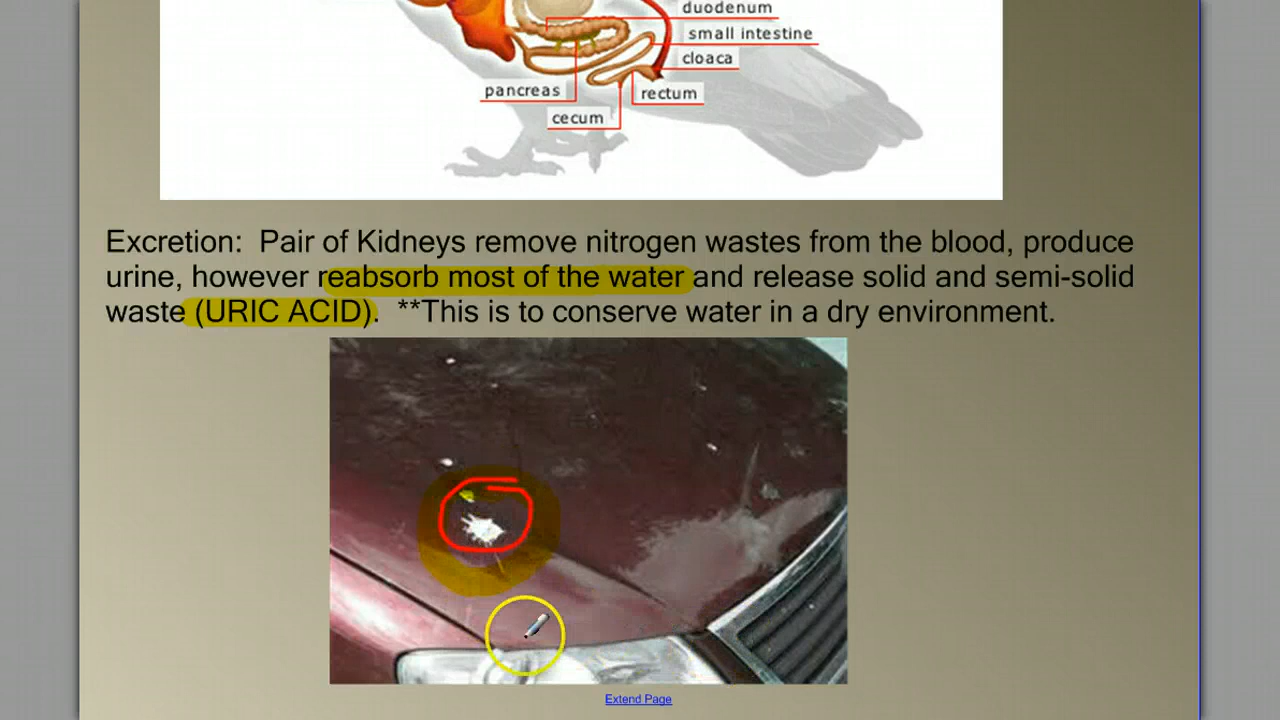 duodenum
small intestine
cloaca
pancreas
rectum
cecum
Excretion: Pair of Kidneys remove nitrogen wastes from the blood, produce
urine, however reabsorb most of the water and release solid and semi-solid
waste (URIC ACID). **This is to conserve water in a dry environment.
Extend Page